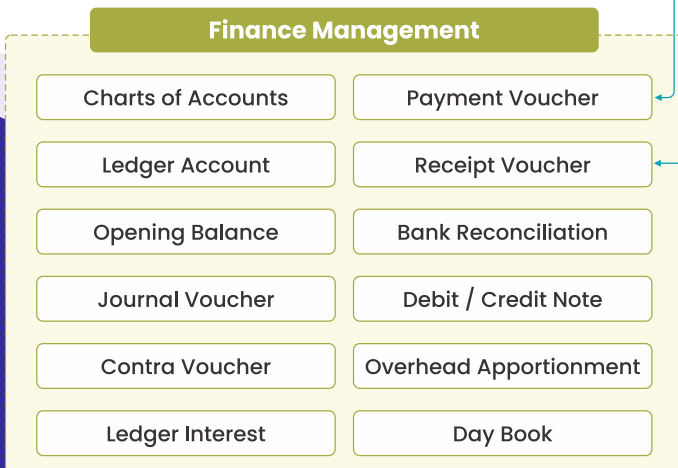 Finance Management
Charts of Accounts
Payment Voucher
Ledger Account
Receipt Voucher
Opening Balance
Bank Reconciliation
Journal Voucher
Debit / Credit Note
Contra Voucher
Overhead Apportionment
Ledger Interest
Day Book